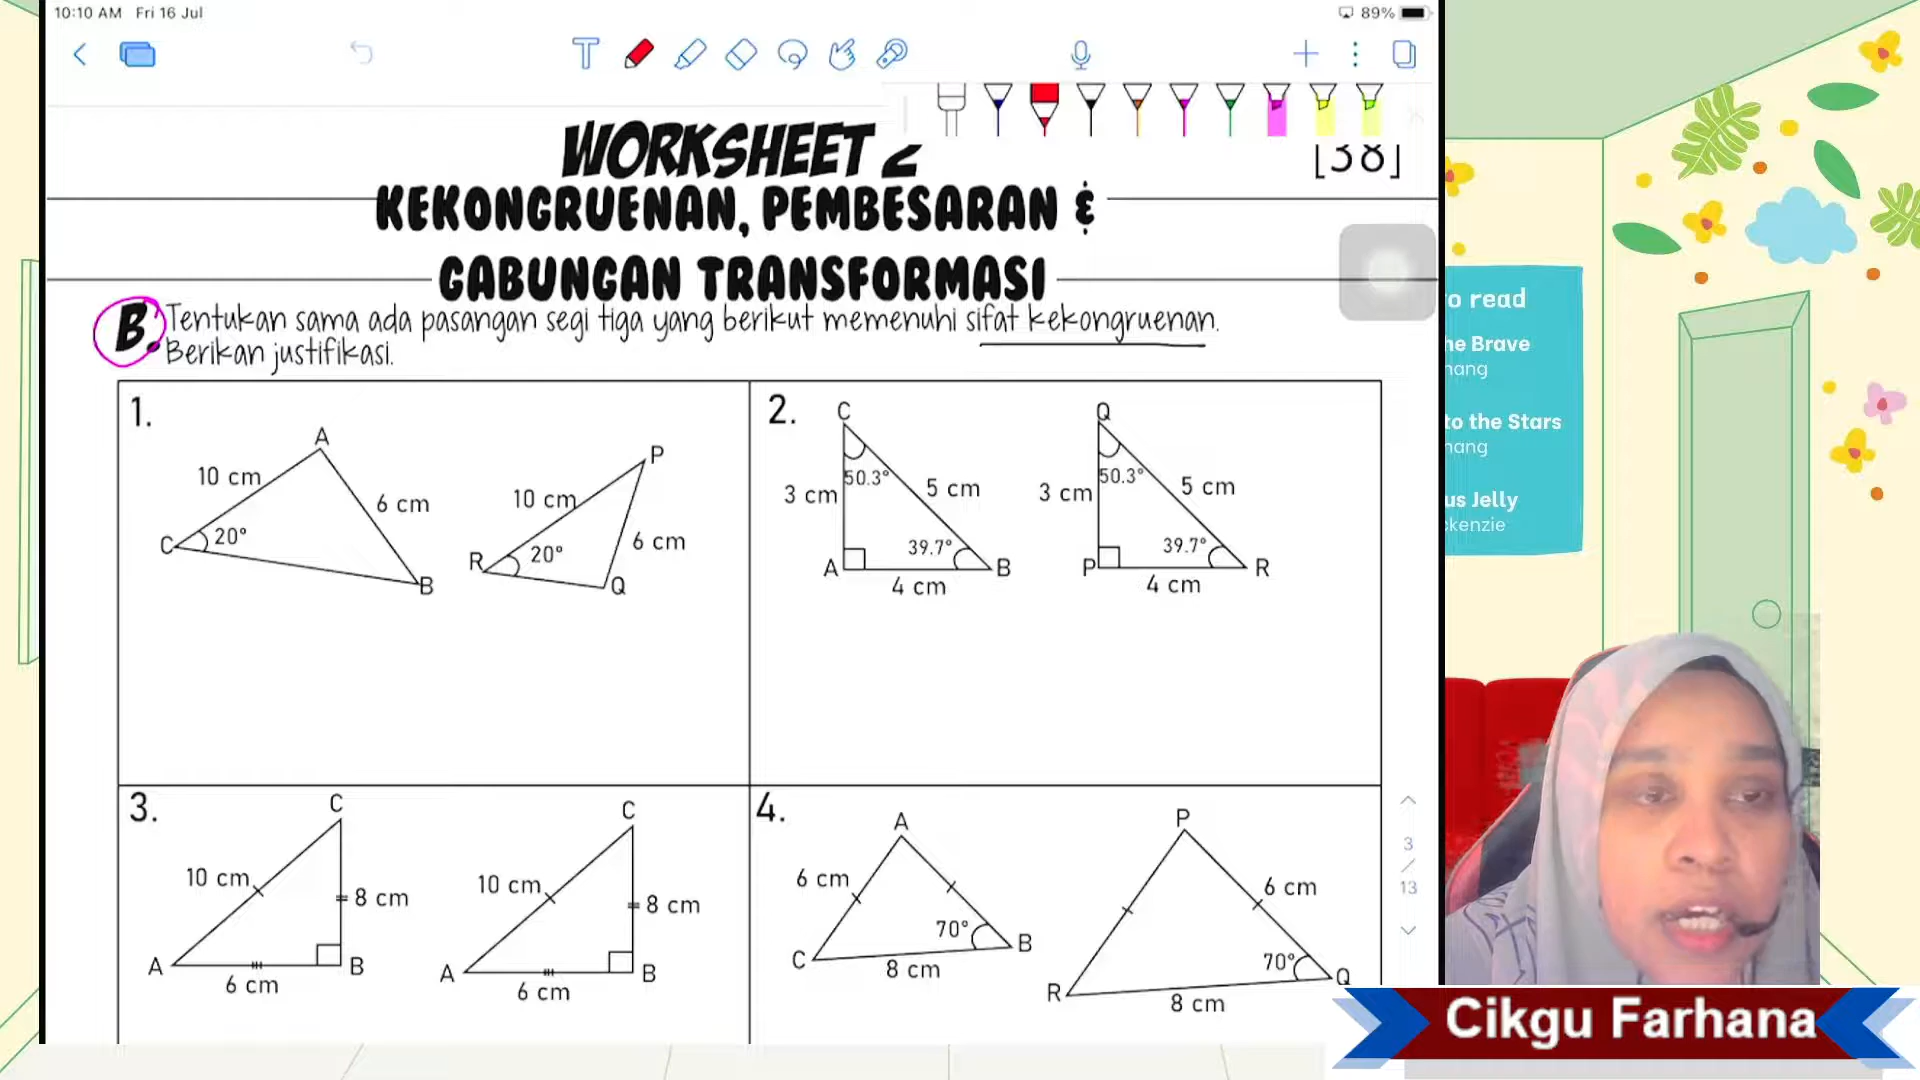 10:10 AM Fri 16 Jul
89%
WORKSHEET 2
[38]
KEKONGRUENAN, PEMBESARAN &
GABUNGAN TRANSFORMASI
B. Tentukan sama ada pasangan segi tiga yang berikut memenuhi sifat kekongruenan.
Berikan justifikasi.
1.
A
10 cm
6 cm
C
20°
B
P
10 cm
6 cm
R
20°
Q
2.
C
50.3°
3 cm
5 cm
39.7°
A
B
4 cm
Q
50.3°
3 cm
5 cm
39.7°
P
R
4 cm
3.
C
10 cm
8 cm
A
B
6 cm
C
10 cm
8 cm
A
B
6 cm
4.
A
6 cm
70°
C
B
8 cm
P
6 cm
70°
R
Q
8 cm
3
13
to read
the Brave
to the Stars
Jelly
Cikgu Farhana